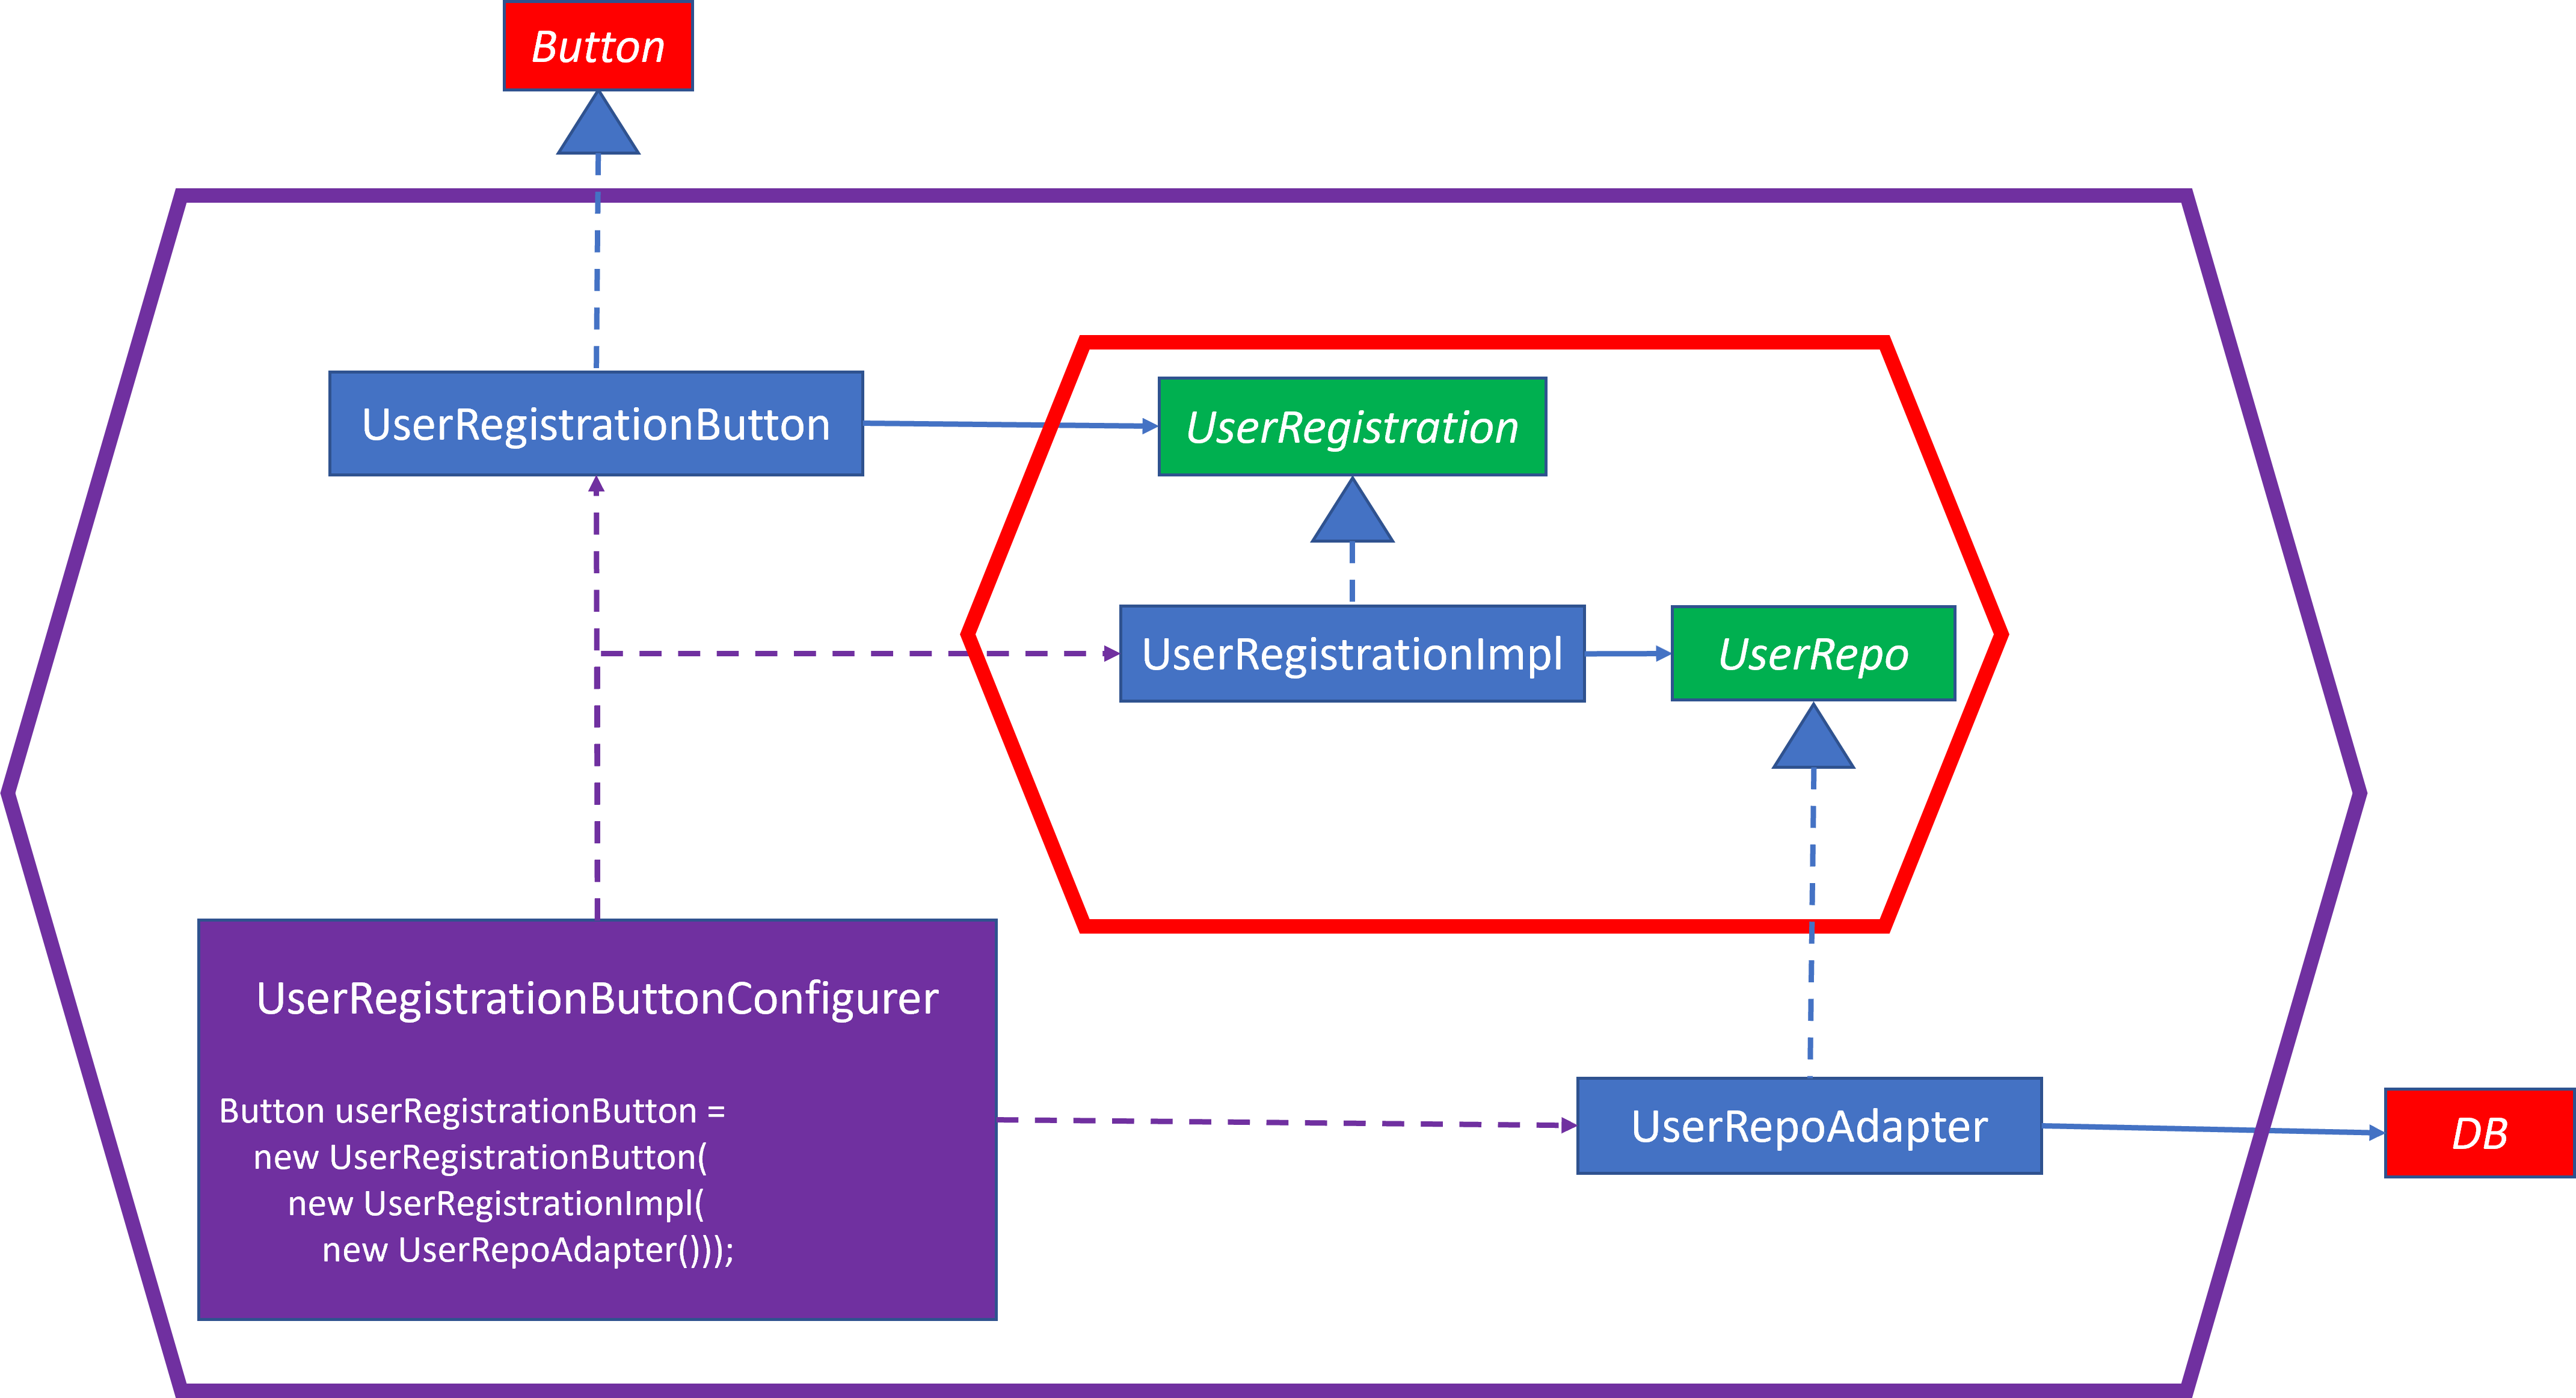 Button
UserRegistrationButton
UserRegistration
UserRegistrationImpl
UserRepo
UserRegistrationButtonConfigurer
Button userRegistrationButton =
new UserRegistrationButton(
new UserRegistrationImpl(
new UserRepoAdapter()));
UserRepoAdapter
DB